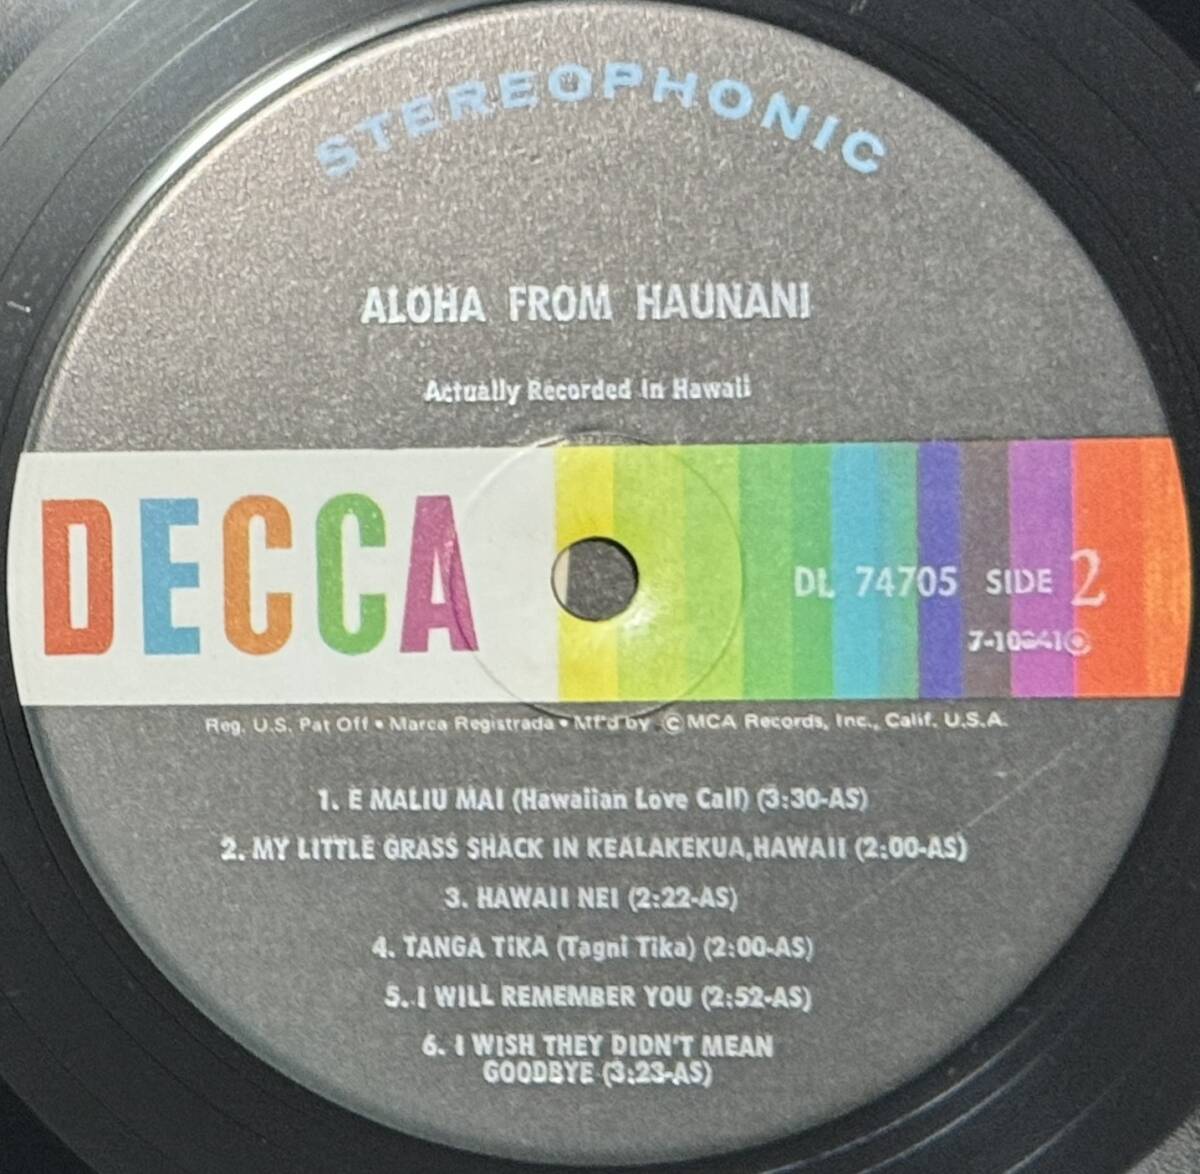 STEREOPHONIC
ALOHA FROM HAUNANI
Actually Recorded In Hawaii
DECCA
DL 74705 SIDE 2
Reg. U.S. Pat Off • Marca Registrada • Mf'd by © MCA Records, Inc., Calif. U.S.A.
1. E MALIU MAI (Hawaiian Love Call) (3:30-AS)
2. MY LITTLE GRASS SHACK IN KEALAKEKUA,HAWAII (2:00-AS)
3. HAWAII NEI (2:22-AS)
4. TANGA TIKA (Tagni Tika) (2:00-AS)
5. I WILL REMEMBER YOU (2:52-AS)
6. I WISH THEY DIDN'T MEAN
GOODBYE (3:23-AS)